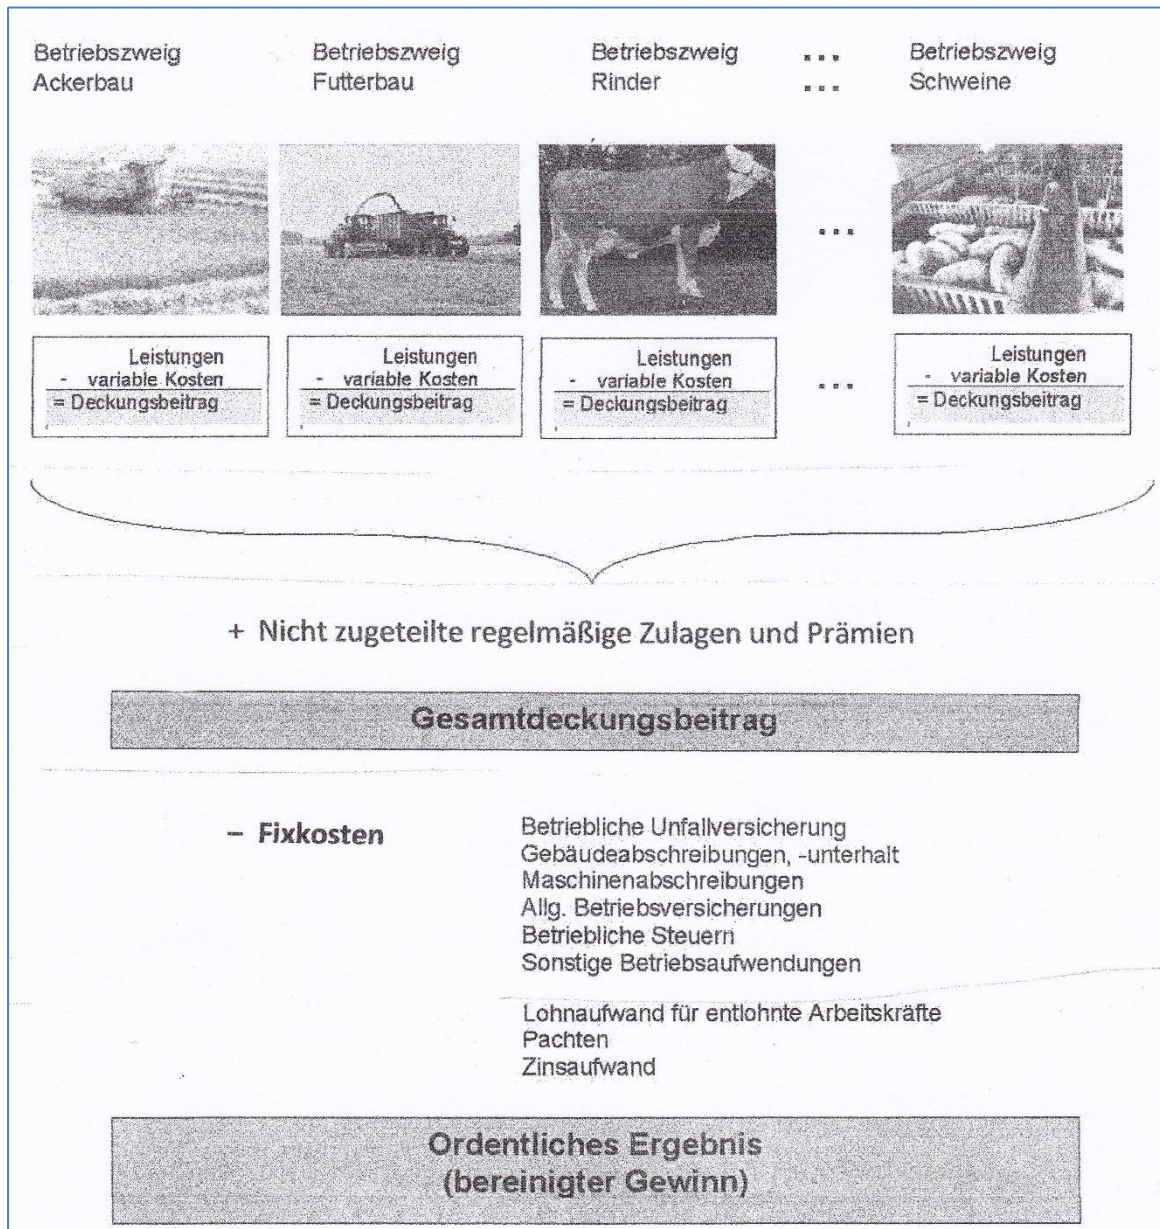 Betriebszweig Ackerbau
Betriebszweig Futterbau
Betriebszweig Rinder
... ...
Betriebszweig Schweine
...
Leistungen
- variable Kosten
= Deckungsbeitrag
Leistungen
- variable Kosten
= Deckungsbeitrag
Leistungen
- variable Kosten
= Deckungsbeitrag
...
Leistungen
- variable Kosten
= Deckungsbeitrag
+ Nicht zugeteilte regelmäßige Zulagen und Prämien
Gesamtdeckungsbeitrag
– Fixkosten
Betriebliche Unfallversicherung
Gebäudeabschreibungen, -unterhalt
Maschinenabschreibungen
Allg. Betriebsversicherungen
Betriebliche Steuern
Sonstige Betriebsaufwendungen
Lohnaufwand für entlohnte Arbeitskräfte
Pachten
Zinsaufwand
Ordentliches Ergebnis
(bereinigter Gewinn)